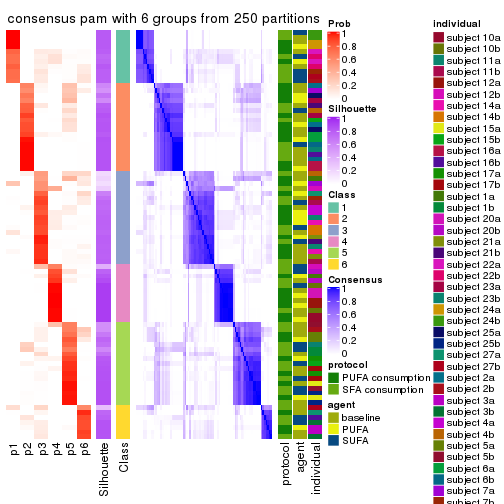 consensus pam with 6 groups from 250 partitions
p1
p2
p3
p4
p5
p6
Silhouette
Class
protocol
agent
individual
Prob
1
0.8
0.6
0.4
0.2
0
Silhouette
1
0.8
0.6
0.4
0.2
0
Class
1
2
3
4
5
6
Consensus
1
0.8
0.6
0.4
0.2
0
protocol
PUFA consumption
SFA consumption
agent
baseline
PUFA
SUFA
individual
subject 10a
subject 10b
subject 11a
subject 11b
subject 12a
subject 12b
subject 14a
subject 14b
subject 15a
subject 15b
subject 16a
subject 16b
subject 17a
subject 17b
subject 1a
subject 1b
subject 20a
subject 20b
subject 21a
subject 21b
subject 22a
subject 22b
subject 23a
subject 23b
subject 24a
subject 24b
subject 25a
subject 25b
subject 27a
subject 27b
subject 2a
subject 2b
subject 3a
subject 3b
subject 4a
subject 4b
subject 5a
subject 5b
subject 6a
subject 6b
subject 7a
subject 7b